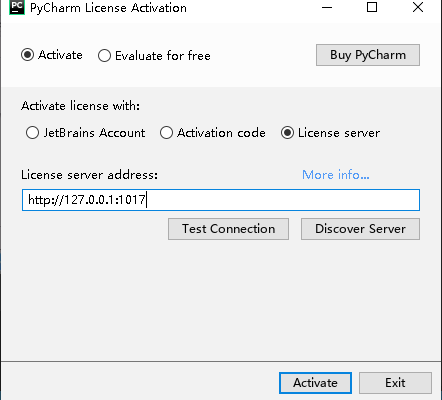 PC PyCharm License Activation
Activate Evaluate for free Buy PyCharm
Activate license with:
JetBrains Account Activation code License server
License server address: More info...
http://127.0.0.1:1017
Test Connection Discover Server
Activate Exit